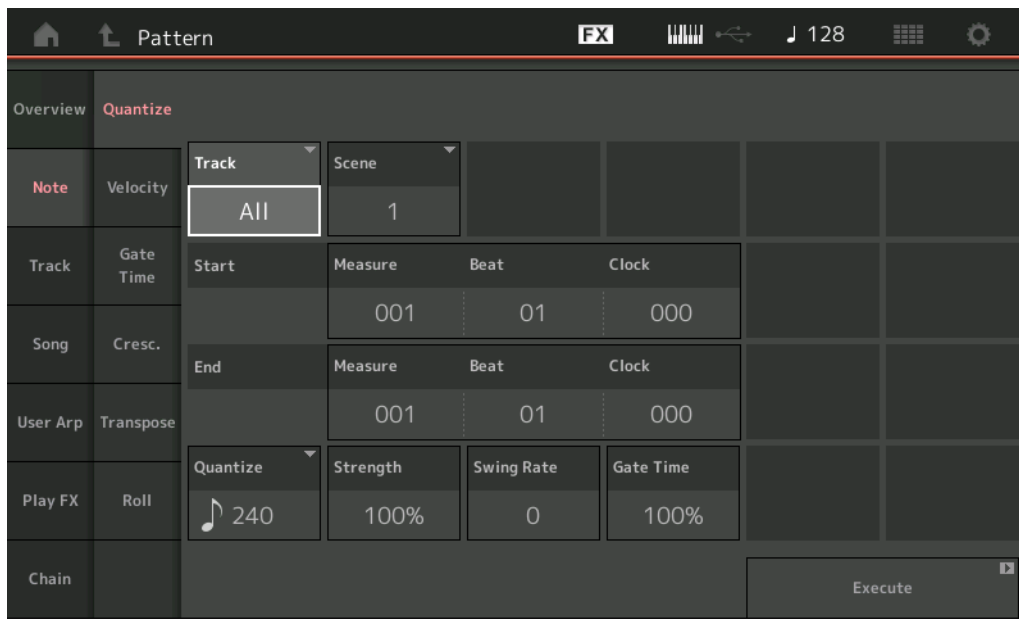 Pattern FX ♩ 128
Overview Quantize
Note Velocity Track Scene
All 1
Track Gate Time Start Measure Beat Clock
001 01 000
Song Cresc. End Measure Beat Clock
001 01 000
User Arp Transpose
Quantize Strength Swing Rate Gate Time
Play FX Roll ♪ 240 100% 0 100%
Chain Execute